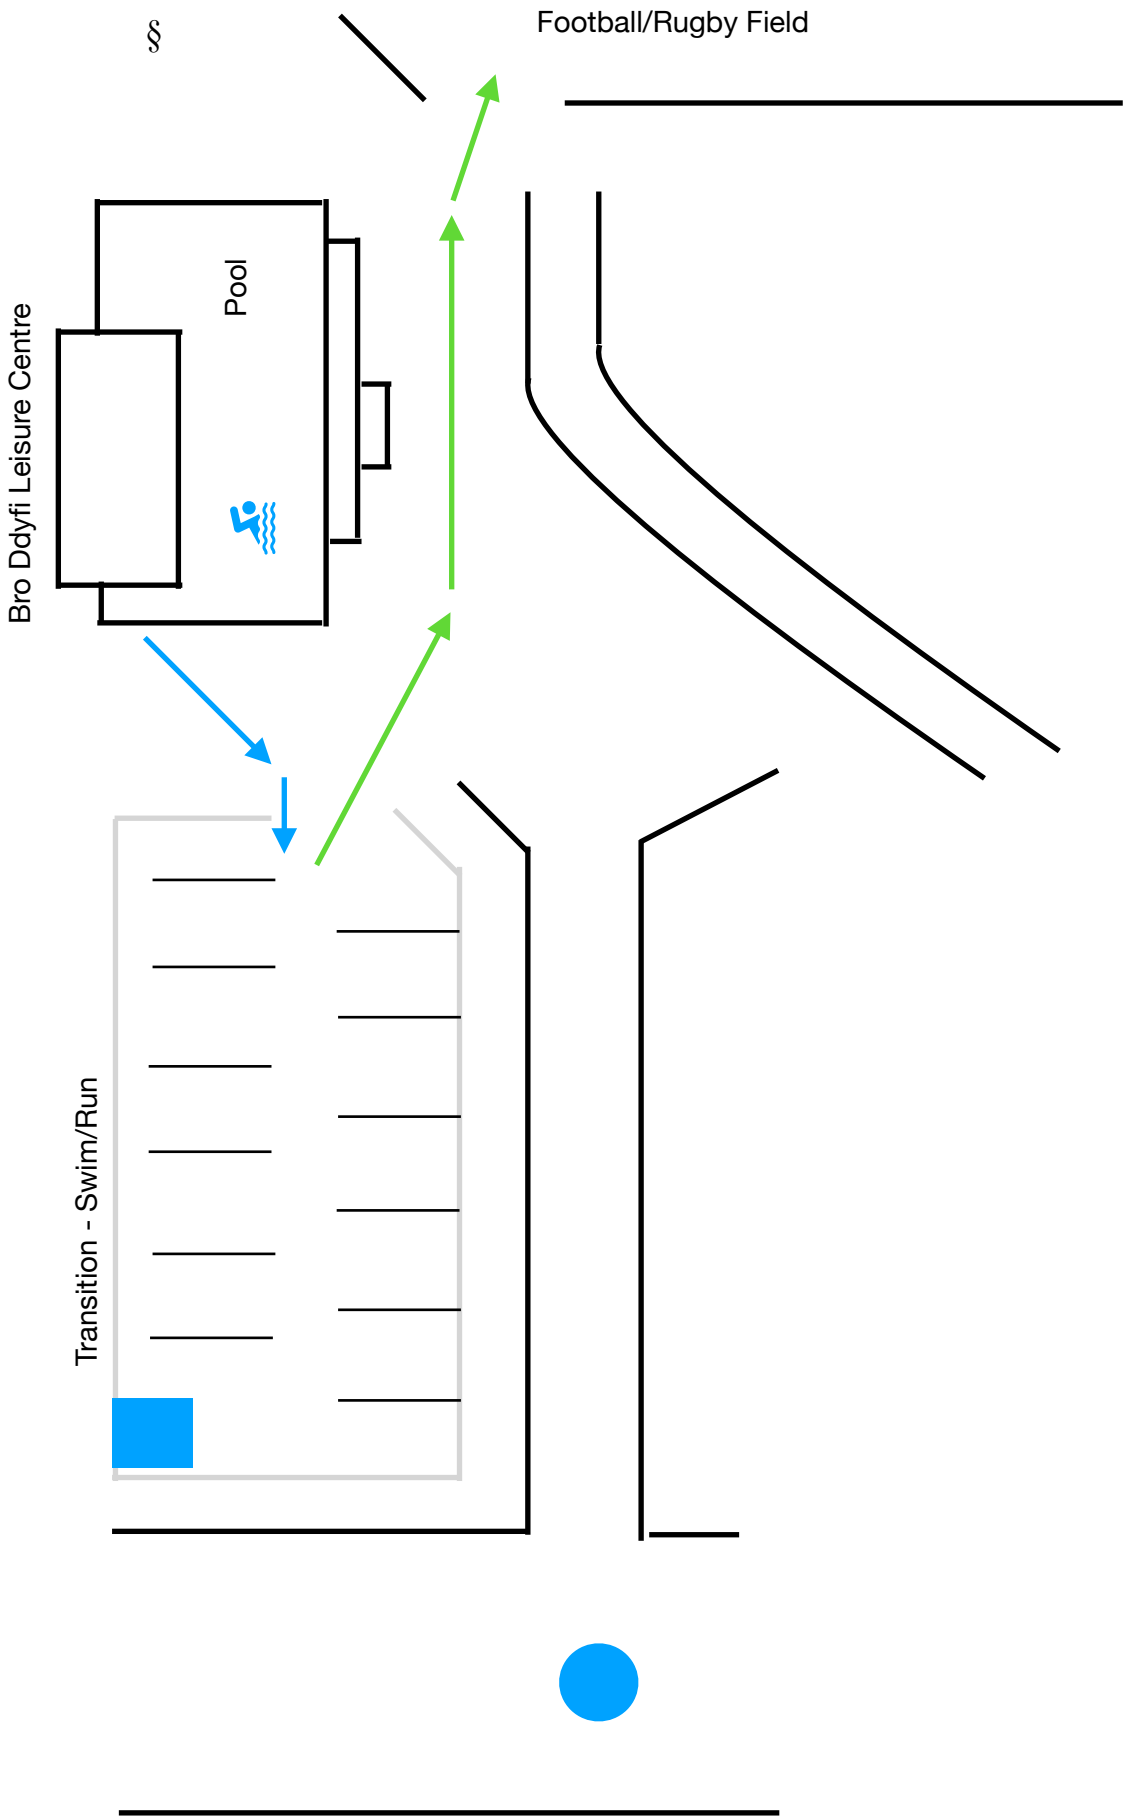 §
Football/Rugby Field
Bro Ddyfi Leisure Centre
Pool
Transition - Swim/Run